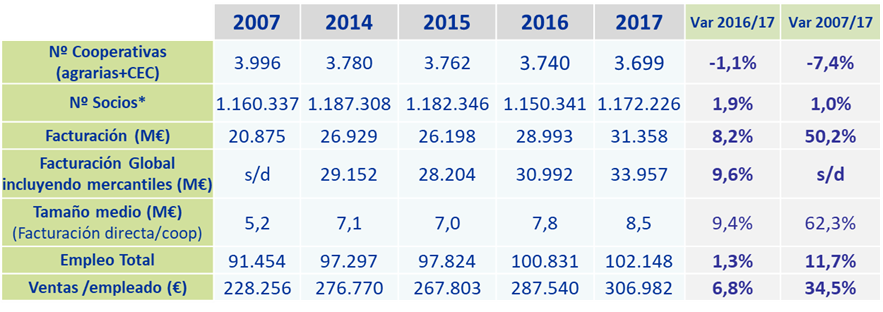 2007 2014 2015 2016 2017 Var 2016/17 Var 2007/17
Nº Cooperativas
(agrarias+CEC) 3.996 3.780 3.762 3.740 3.699 -1,1% -7,4%
Nº Socios* 1.160.337 1.187.308 1.182.346 1.150.341 1.172.226 1,9% 1,0%
Facturación (M€) 20.875 26.929 26.198 28.993 31.358 8,2% 50,2%
Facturación Global
incluyendo mercantiles (M€) s/d 29.152 28.204 30.992 33.957 9,6% s/d
Tamaño medio (M€)
(Facturación directa/coop) 5,2 7,1 7,0 7,8 8,5 9,4% 62,3%
Empleo Total 91.454 97.297 97.824 100.831 102.148 1,3% 11,7%
Ventas /empleado (€) 228.256 276.770 267.803 287.540 306.982 6,8% 34,5%